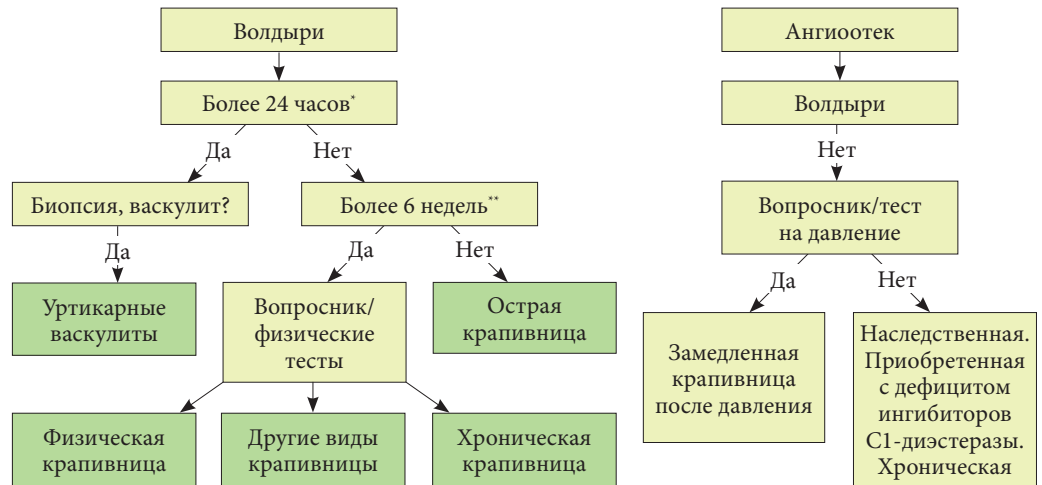 Волдыри
Более 24 часов*
Да
Нет
Биопсия, васкулит?
Более 6 недель**
Да
Да
Нет
Уртикарные
васкулиты
Вопросник/
физические
тесты
Острая
крапивница
Физическая
крапивница
Другие виды
крапивницы
Хроническая
крапивница
Ангиоотек
Волдыри
Нет
Вопросник/тест
на давление
Да
Нет
Замедленная
крапивница
после давления
Наследственная.
Приобретенная
с дефицитом
ингибиторов
С1-диэстеразы.
Хроническая